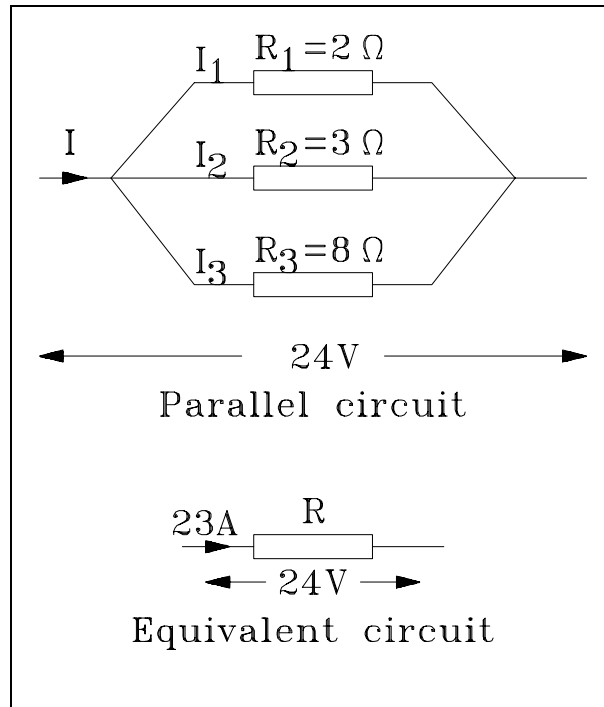 I₁ R₁=2 Ω
I I₂ R₂=3 Ω
I₃ R₃=8 Ω
24V
Parallel circuit
23A R
24V
Equivalent circuit